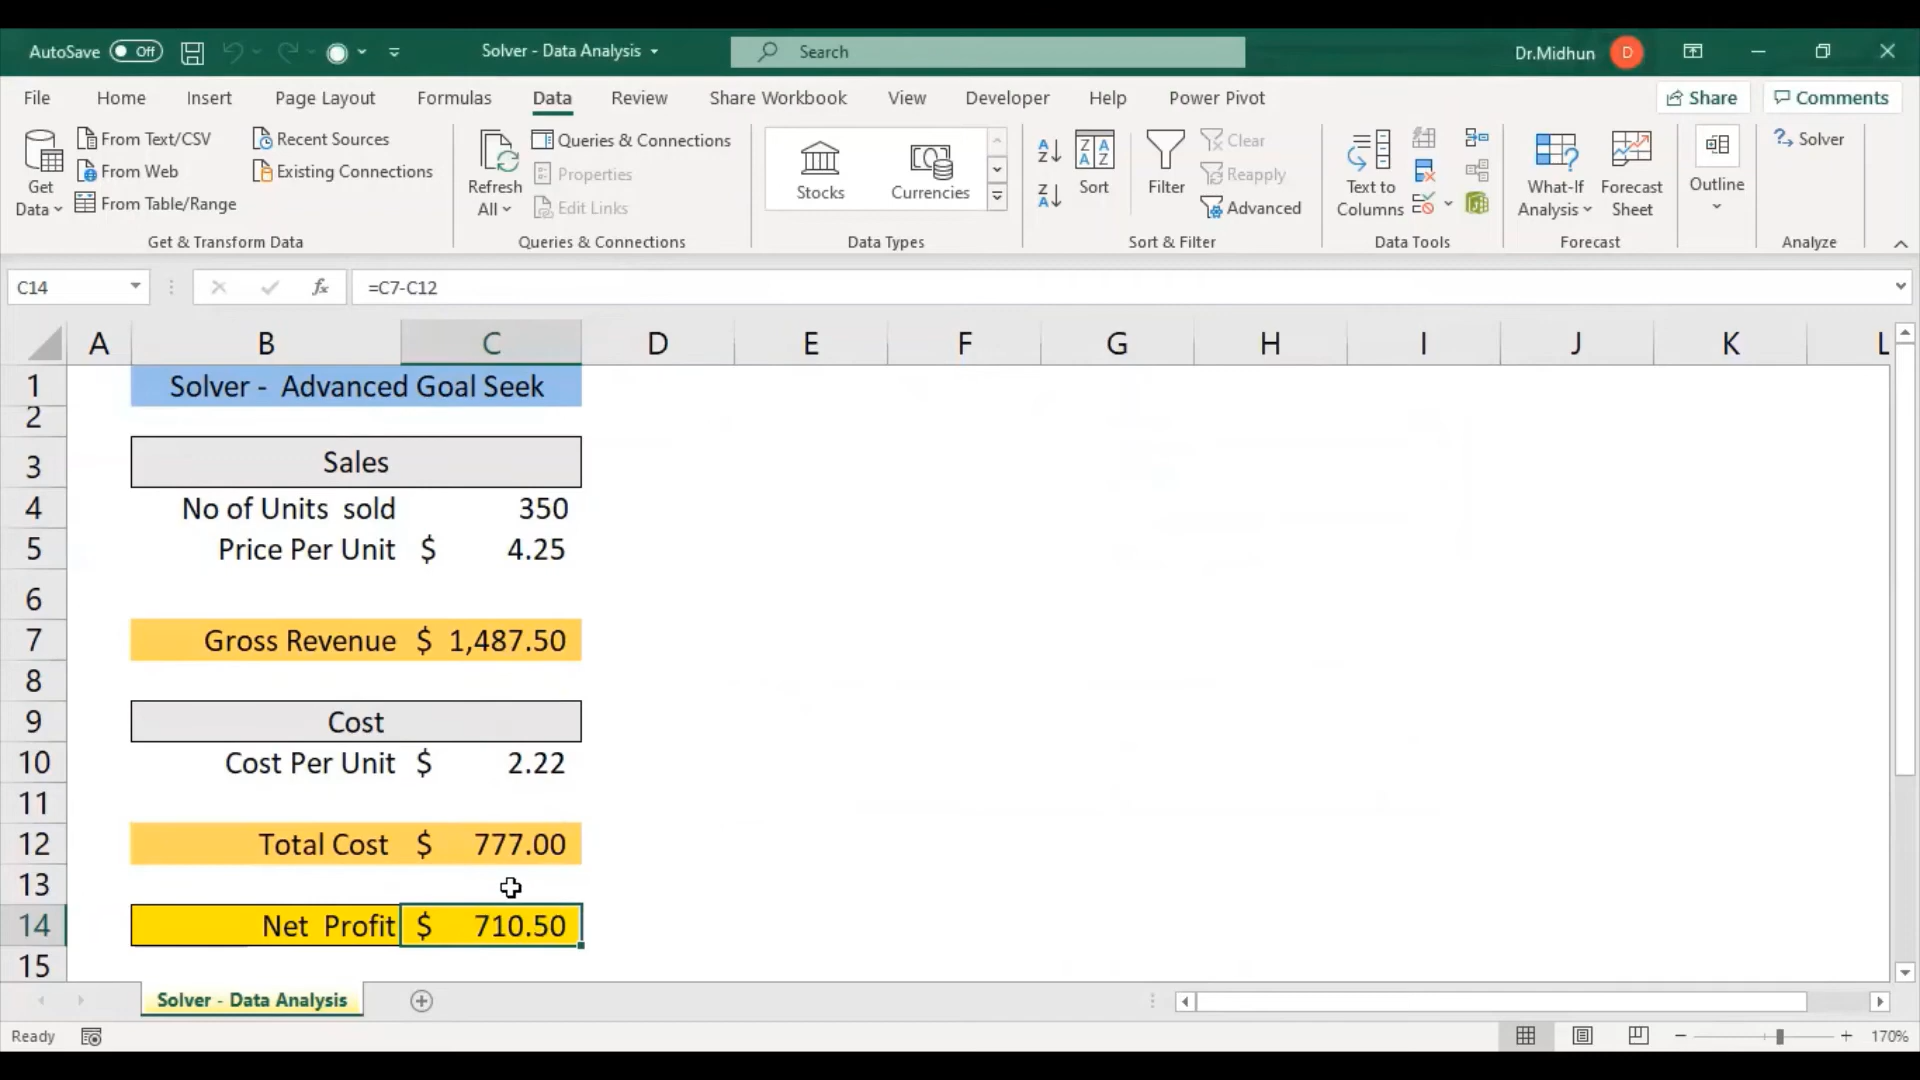 AutoSave Off Solver - Data Analysis Search Dr.Midhun D
File Home Insert Page Layout Formulas Data Review Share Workbook View Developer Help Power Pivot Share Comments
Get Data
From Text/CSV
From Web
From Table/Range
Recent Sources
Existing Connections
Get & Transform Data
Refresh All
Queries & Connections
Properties
Edit Links
Queries & Connections
Stocks
Currencies
Data Types
Sort
Filter
Clear
Reapply
Advanced
Sort & Filter
Text to Columns
Data Tools
What-If Analysis
Forecast Sheet
Forecast
Outline
Solver
Analyze
C14 fx =C7-C12
A B C D E F G H I J K L
1 Solver - Advanced Goal Seek
2
3 Sales
4 No of Units sold 350
5 Price Per Unit $ 4.25
6
7 Gross Revenue $ 1,487.50
8
9 Cost
10 Cost Per Unit $ 2.22
11
12 Total Cost $ 777.00
13
14 Net Profit $ 710.50
15
Solver - Data Analysis
Ready 170%